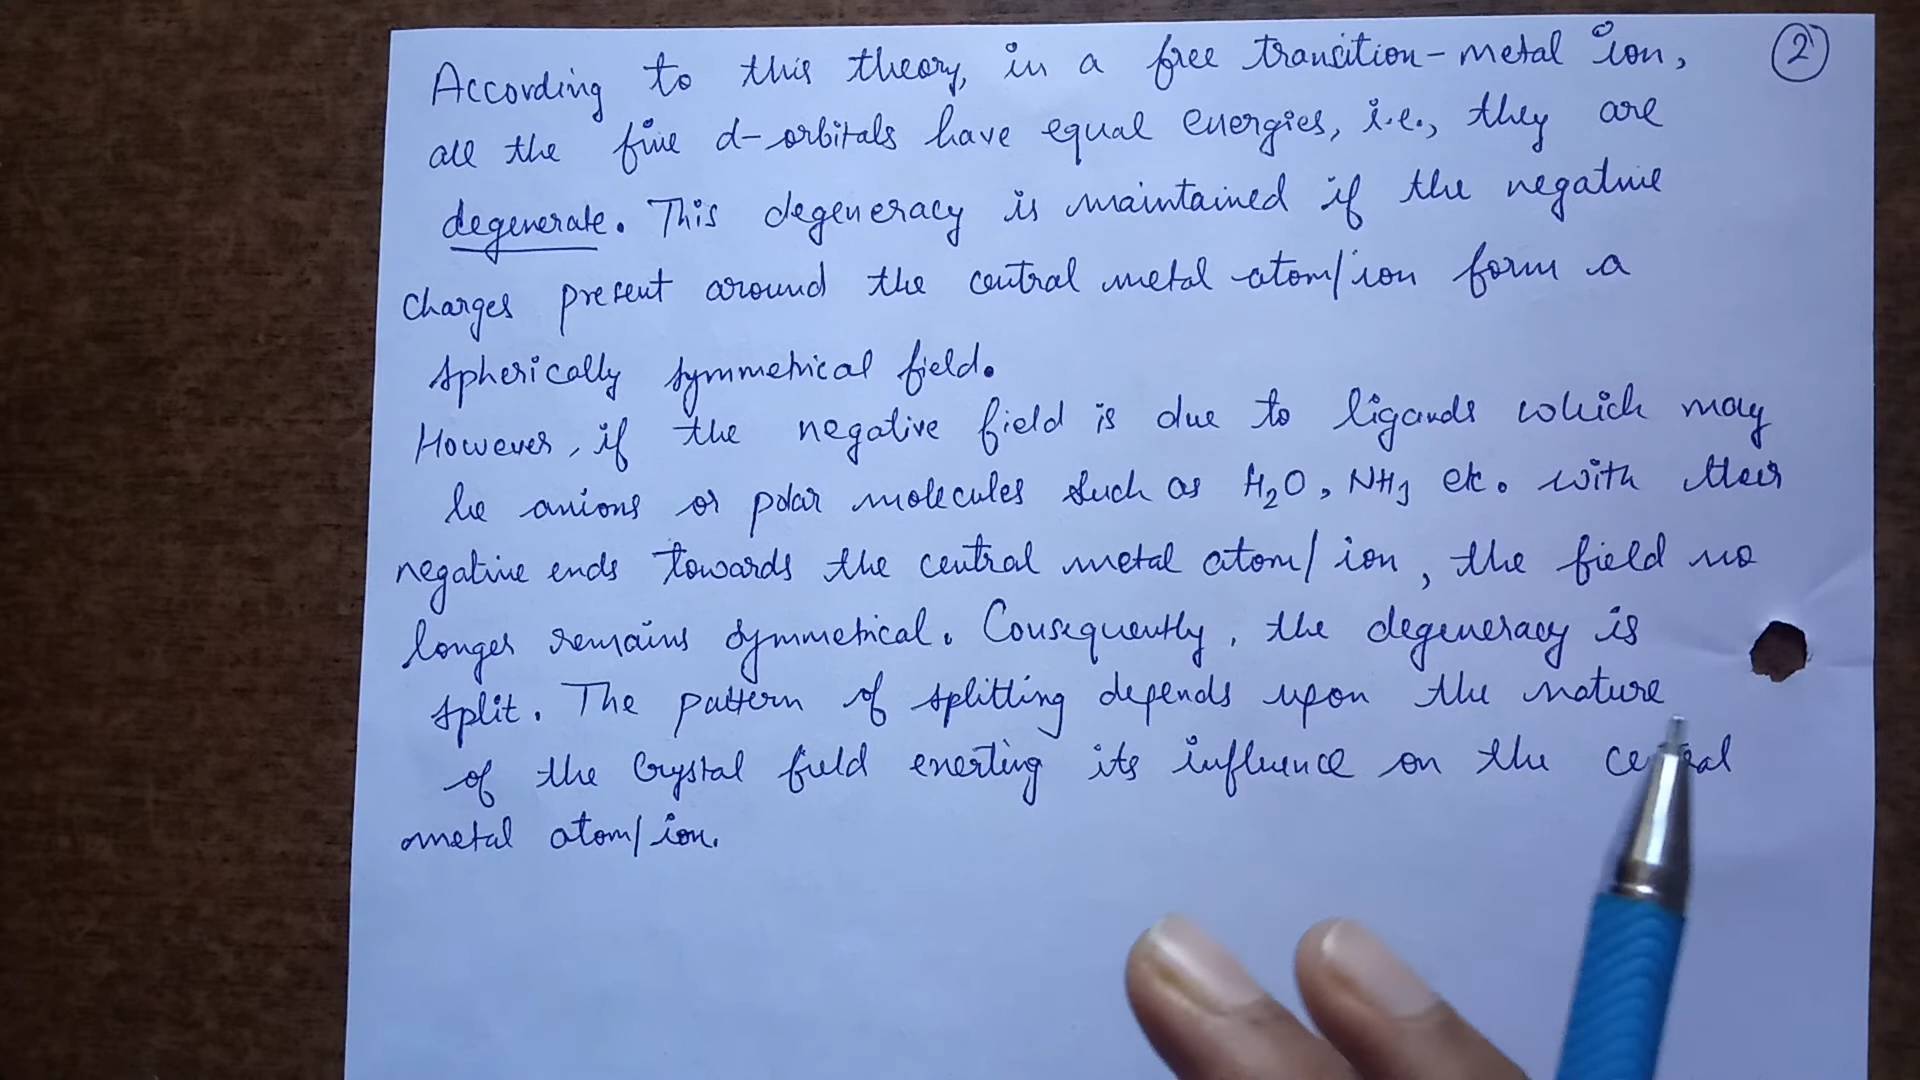 According to this theory, in a free transition-metal ion, 2
all the five d-orbitals have equal energies, i.e., they are
degenerate. This degeneracy is maintained if the negative
charges present around the central metal atom/ion form a
spherically symmetrical field.
However, if the negative field is due to ligands which may
be anions or polar molecules such as H₂O, NH₃ etc. with their
negative ends towards the central metal atom/ion, the field no
longer remains symmetrical. Consequently, the degeneracy is
split. The pattern of splitting depends upon the nature
of the crystal field exerting its influence on the central
metal atom/ion.